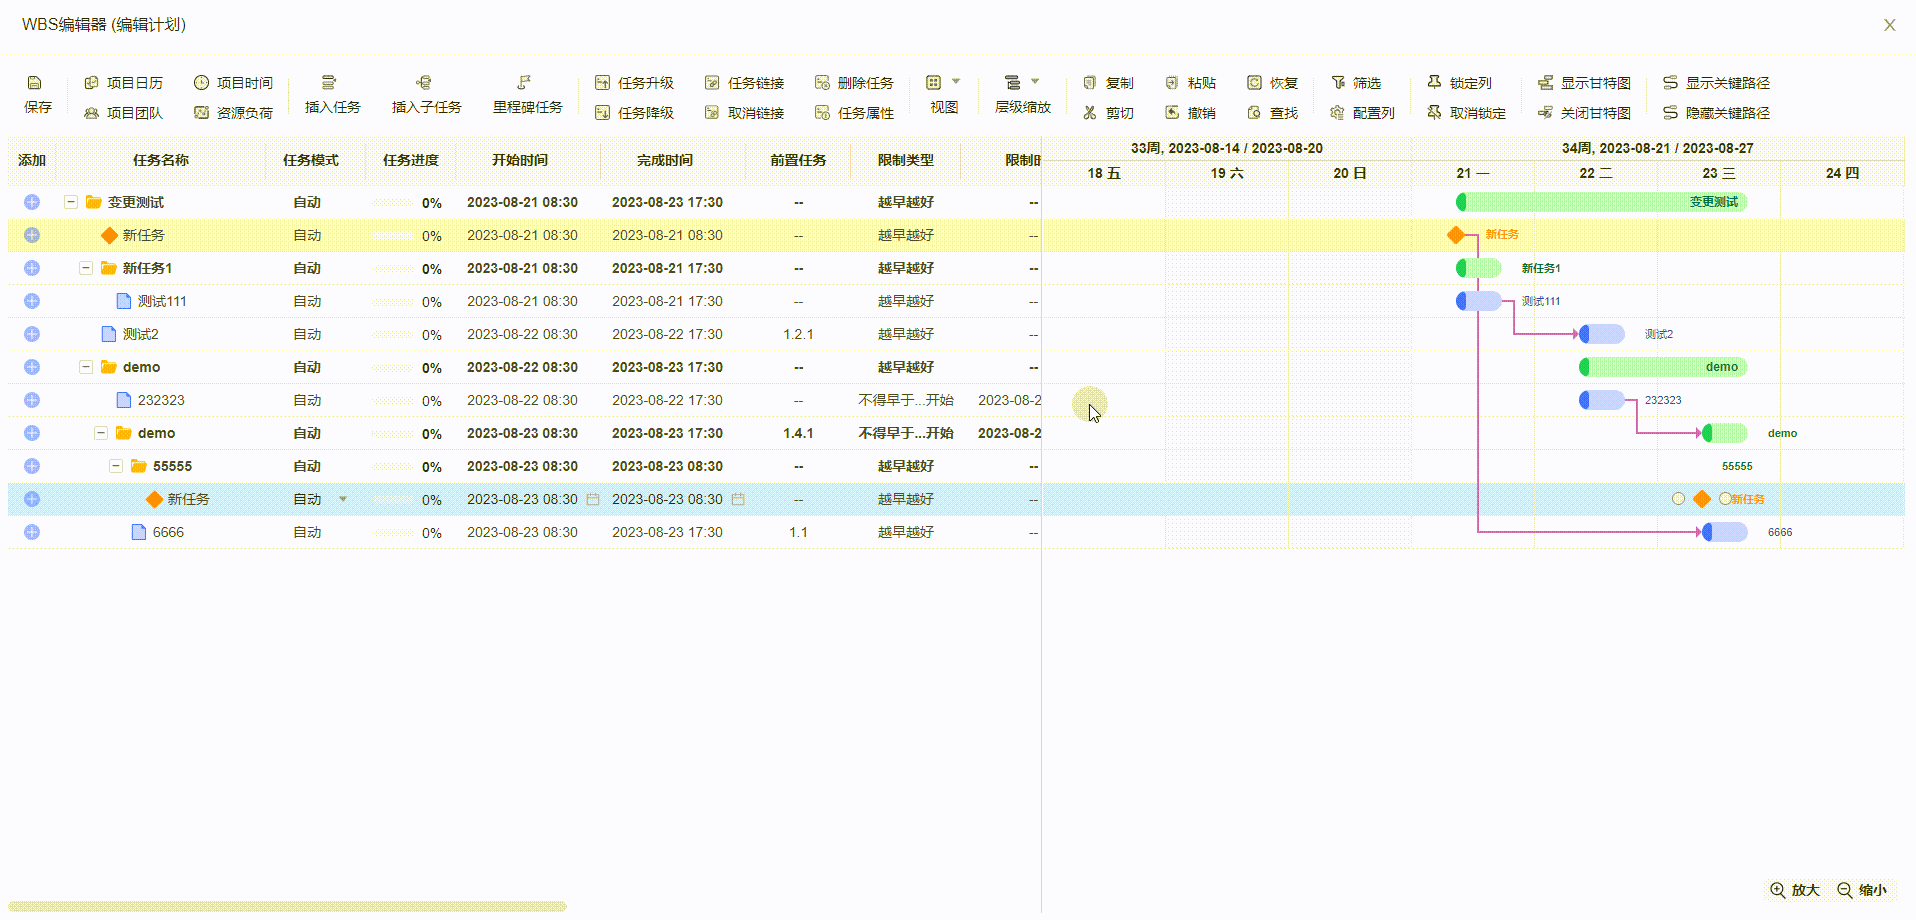 WBS编辑器 (编辑计划)
X
保存
项目日历
项目团队
项目时间
资源负荷
插入任务
插入子任务
里程碑任务
任务升级
任务降级
任务链接
取消链接
删除任务
任务属性
视图
层级缩放
复制
剪切
粘贴
撤销
恢复
查找
筛选
配置列
锁定列
取消锁定
显示甘特图
关闭甘特图
显示关键路径
隐藏关键路径
添加 任务名称 任务模式 任务进度 开始时间 完成时间 前置任务 限制类型
33周, 2023-08-14 / 2023-08-20 34周, 2023-08-21 / 2023-08-27
18 五 19 六 20 日 21 一 22 二 23 三 24 四
变更测试 自动 0% 2023-08-21 08:30 2023-08-23 17:30 -- 越早越好 -- 变更测试
新任务 自动 0% 2023-08-21 08:30 2023-08-21 08:30 -- 越早越好 -- 新任务
新任务1 自动 0% 2023-08-21 08:30 2023-08-21 17:30 -- 越早越好 -- 新任务1
测试111 自动 0% 2023-08-21 08:30 2023-08-21 17:30 -- 越早越好 -- 测试111
测试2 自动 0% 2023-08-22 08:30 2023-08-22 17:30 1.2.1 越早越好 -- 测试2
demo 自动 0% 2023-08-22 08:30 2023-08-23 17:30 -- 越早越好 -- demo
232323 自动 0% 2023-08-22 08:30 2023-08-22 17:30 -- 不得早于...开始 2023-08-2 232323
demo 自动 0% 2023-08-23 08:30 2023-08-23 17:30 1.4.1 不得早于...开始 2023-08-2 demo
55555 自动 0% 2023-08-23 08:30 2023-08-23 08:30 -- 越早越好 -- 55555
新任务 自动 0% 2023-08-23 08:30 2023-08-23 08:30 -- 越早越好 -- 新任务
6666 自动 0% 2023-08-23 08:30 2023-08-23 17:30 1.1 越早越好 -- 6666
放大 缩小